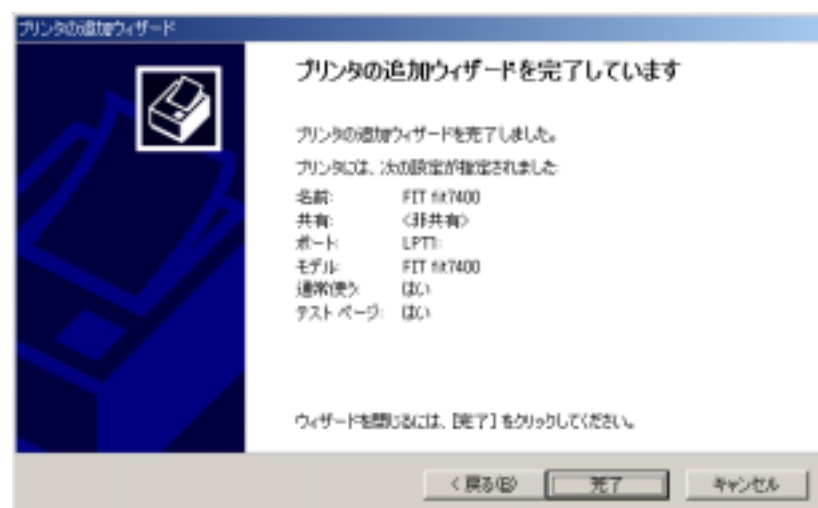 プリンタの追加ウィザード
プリンタの追加ウィザードを完了しています
プリンタの追加ウィザードを完了しました。
プリンタには、次の設定が指定されました:
名前: FIT fit7400
共有: <非共有>
ポート: LPT1:
モデル: FIT fit7400
通常使う: はい
テスト ページ: はい
ウィザードを閉じるには、[完了] をクリックしてください。
< 戻る(B) 完了 キャンセル